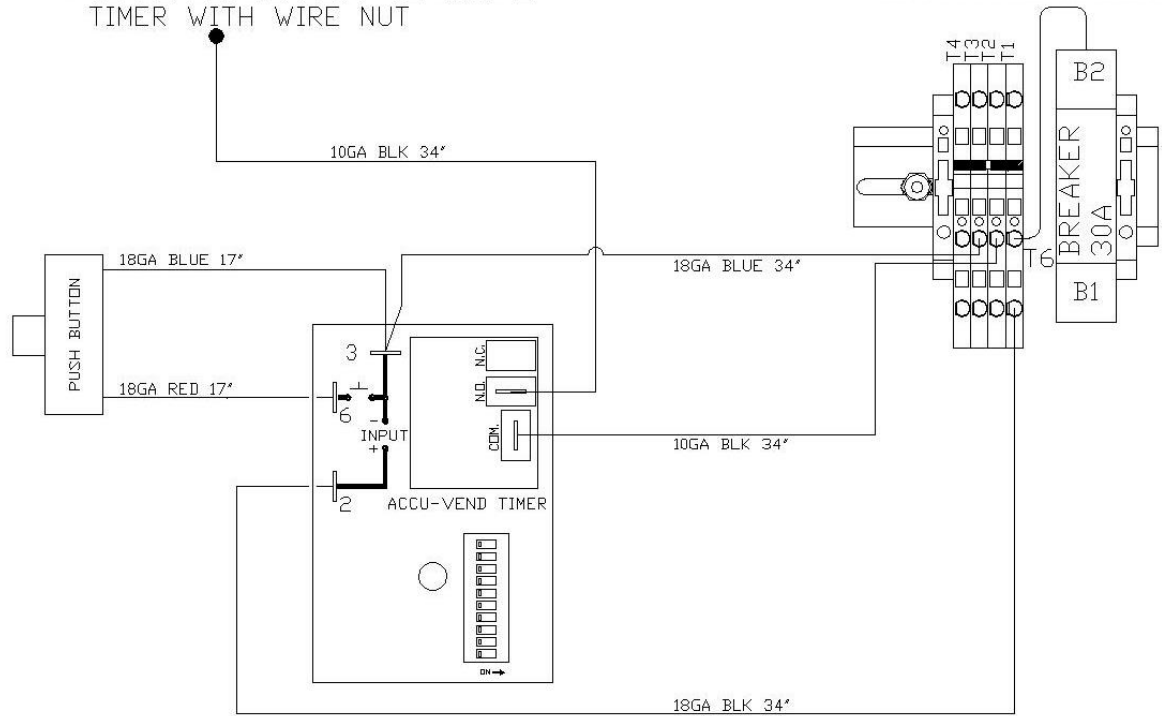 TIMER WITH WIRE NUT
T4
T3
T2
T1
B2
10GA BLK 34"
BREAKER
30A
18GA BLUE 17"
18GA BLUE 34"
T6
B1
PUSH BUTTON
3
N.C.
18GA RED 17"
N.O.
6
-
INPUT
+
COM.
10GA BLK 34"
2
ACCU-VEND TIMER
ON
18GA BLK 34"